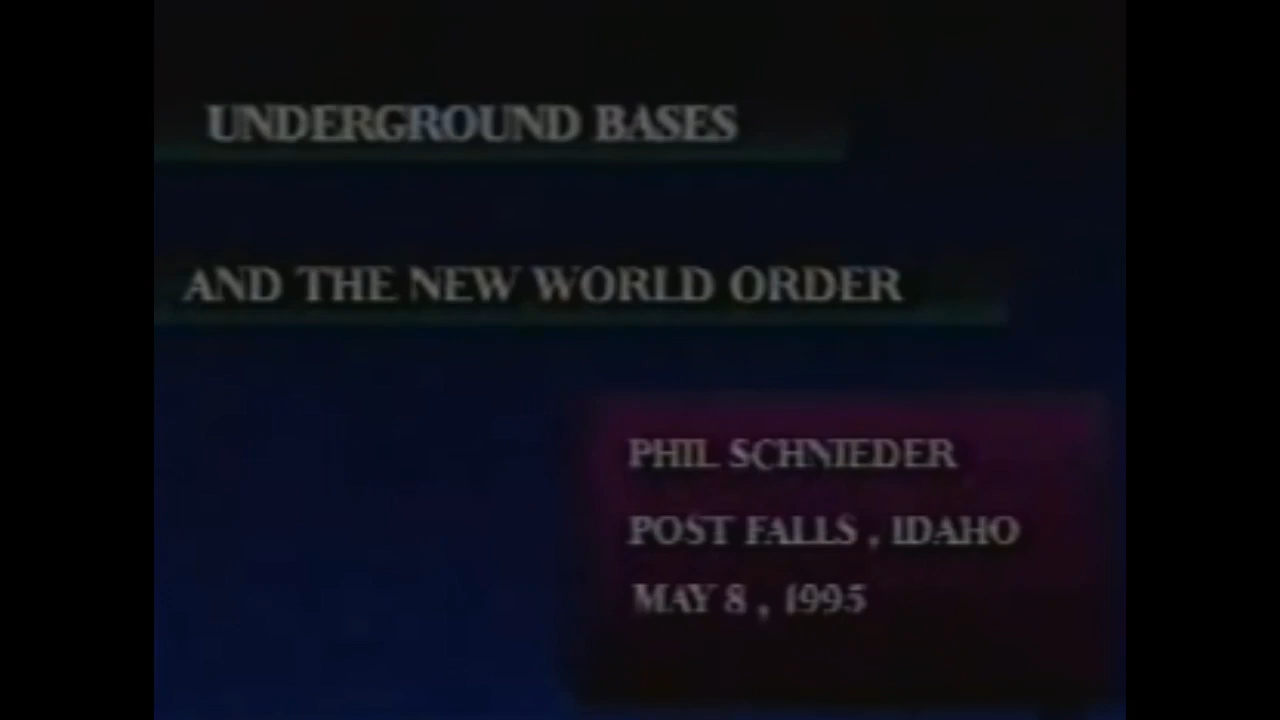 UNDERGROUND BASES
AND THE NEW WORLD ORDER
PHIL SCHNIEDER
POST FALLS , IDAHO
MAY 8 , 1995